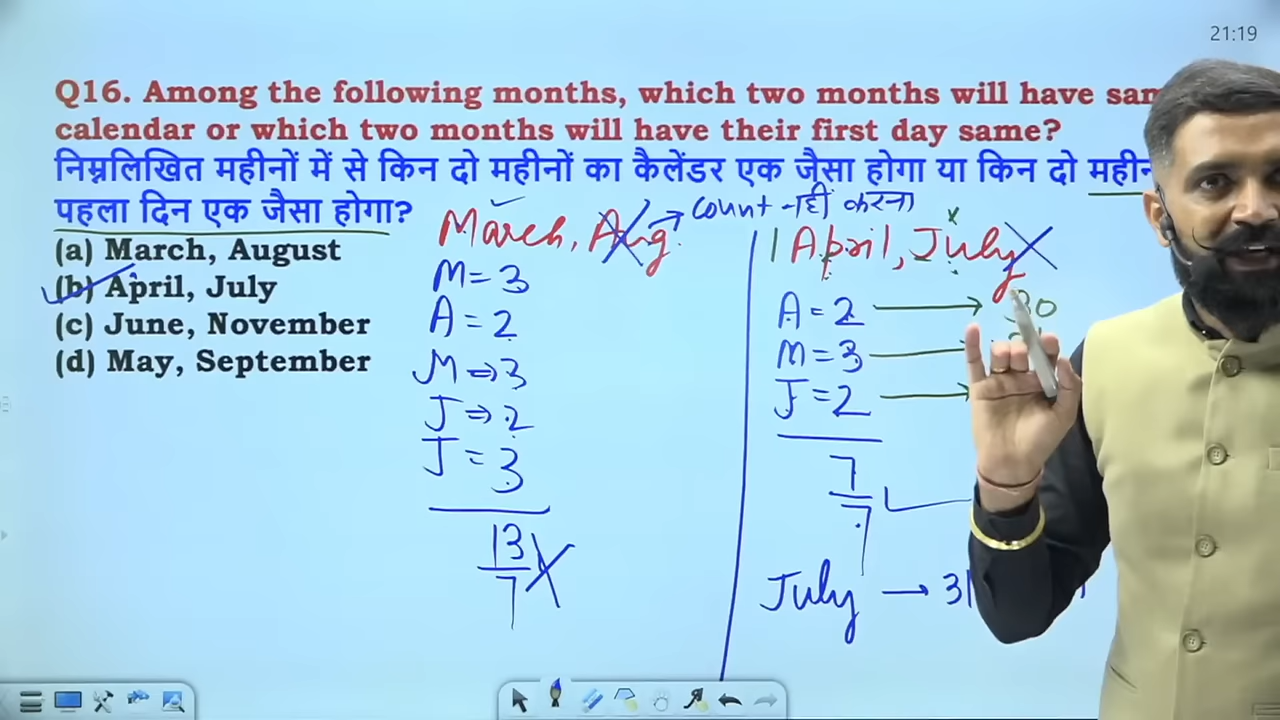 21:19
Q16. Among the following months, which two months will have
calendar or which two months will have their first day same?
निम्नलिखित महीनों में से किन दो महीनों का कैलेंडर एक जैसा होगा या किन दो
पहला दिन एक जैसा होगा?
(a) March, August
(b) April, July
(c) June, November
(d) May, September
March, Aug. → count नहीं करना
M = 3
A = 2
M ⇒ 3
J ⇒ 2
J = 3
13
7
1 April, July
A = 2 → 30
M = 3
J = 2
7
7
July → 31